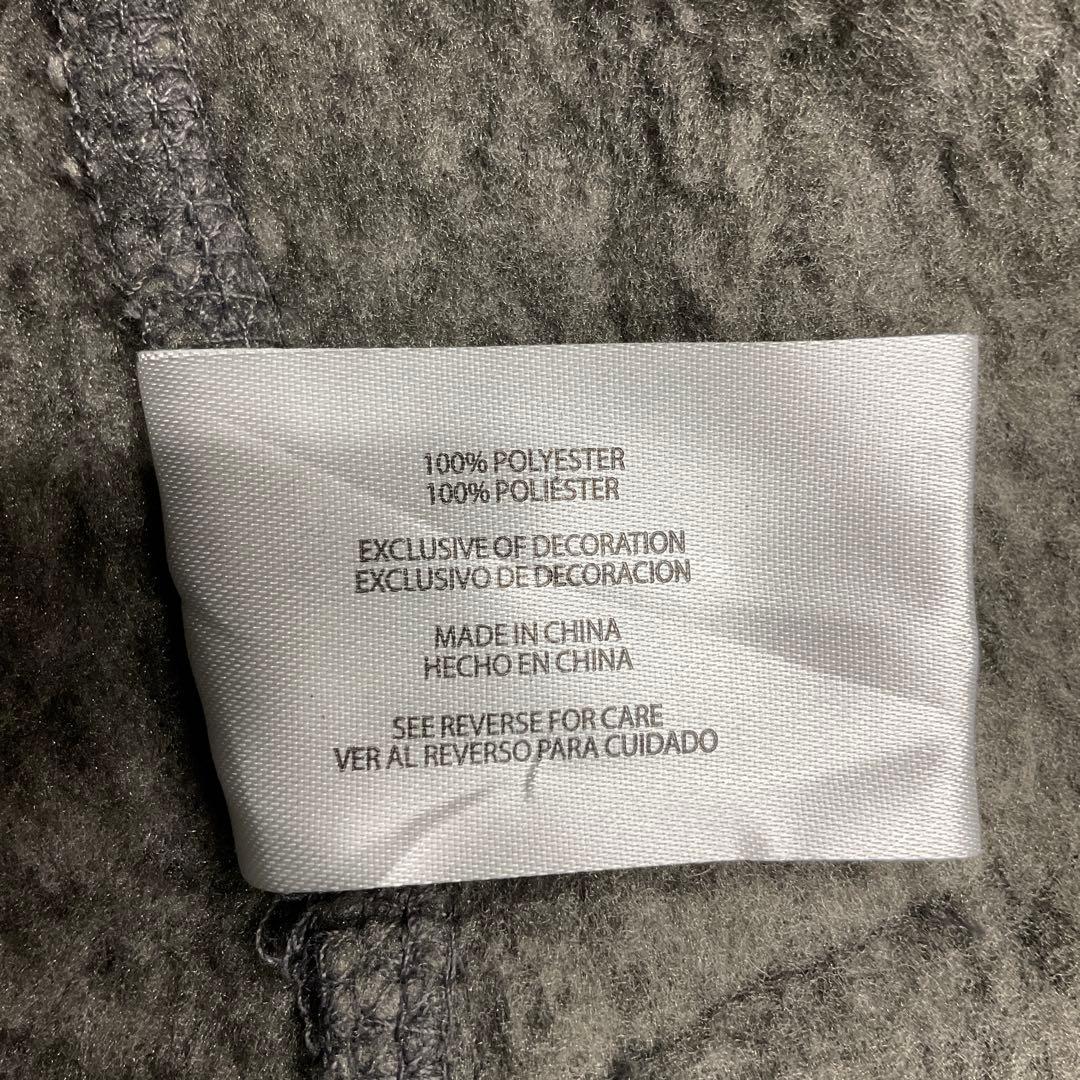 100% POLYESTER
100% POLIÉSTER
EXCLUSIVE OF DECORATION
EXCLUSIVO DE DECORACION
MADE IN CHINA
HECHO EN CHINA
SEE REVERSE FOR CARE
VER AL REVERSO PARA CUIDADO